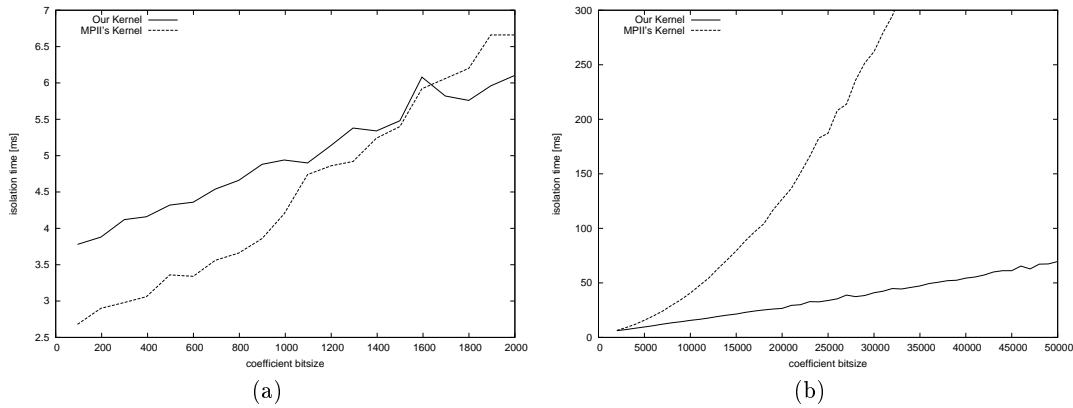 7
6.5
6
5.5
5
4.5
4
3.5
3
2.5
0 200 400 600 800 1000 1200 1400 1600 1800 2000
isolation time [ms]
coefficient bitsize
Our Kernel
MPII's Kernel
(a)
300
250
200
150
100
50
0
0 5000 10000 15000 20000 25000 30000 35000 40000 45000 50000
isolation time [ms]
coefficient bitsize
Our Kernel
MPII's Kernel
(b)